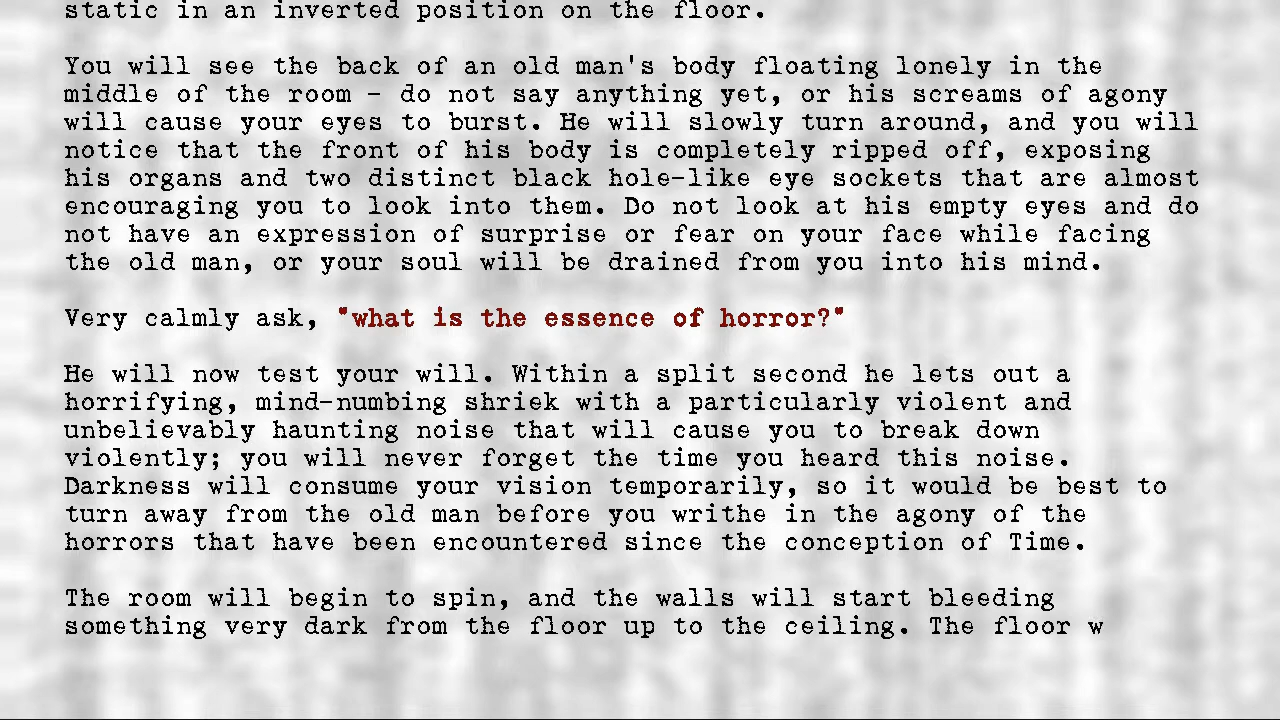 static in an inverted position on the floor.
You will see the back of an old man's body floating lonely in the
middle of the room - do not say anything yet, or his screams of agony
will cause your eyes to burst. He will slowly turn around, and you will
notice that the front of his body is completely ripped off, exposing
his organs and two distinct black hole-like eye sockets that are almost
encouraging you to look into them. Do not look at his empty eyes and do
not have an expression of surprise or fear on your face while facing
the old man, or your soul will be drained from you into his mind.
Very calmly ask, "what is the essence of horror?"
He will now test your will. Within a split second he lets out a
horrifying, mind-numbing shriek with a particularly violent and
unbelievably haunting noise that will cause you to break down
violently; you will never forget the time you heard this noise.
Darkness will consume your vision temporarily, so it would be best to
turn away from the old man before you writhe in the agony of the
horrors that have been encountered since the conception of Time.
The room will begin to spin, and the walls will start bleeding
something very dark from the floor up to the ceiling. The floor w